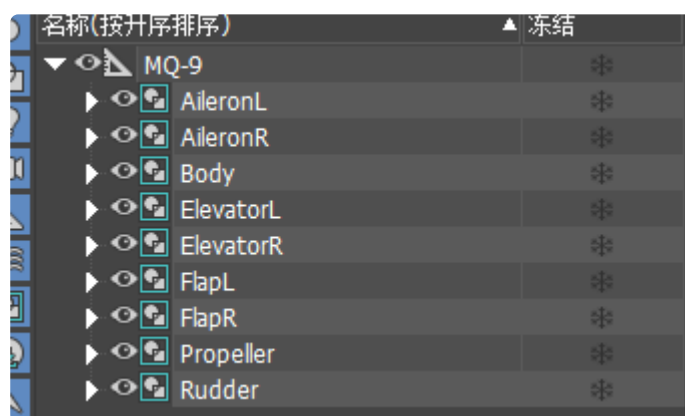 名称(按升序排序) ▲ 冻结
MQ-9
AileronL
AileronR
Body
ElevatorL
ElevatorR
FlapL
FlapR
Propeller
Rudder